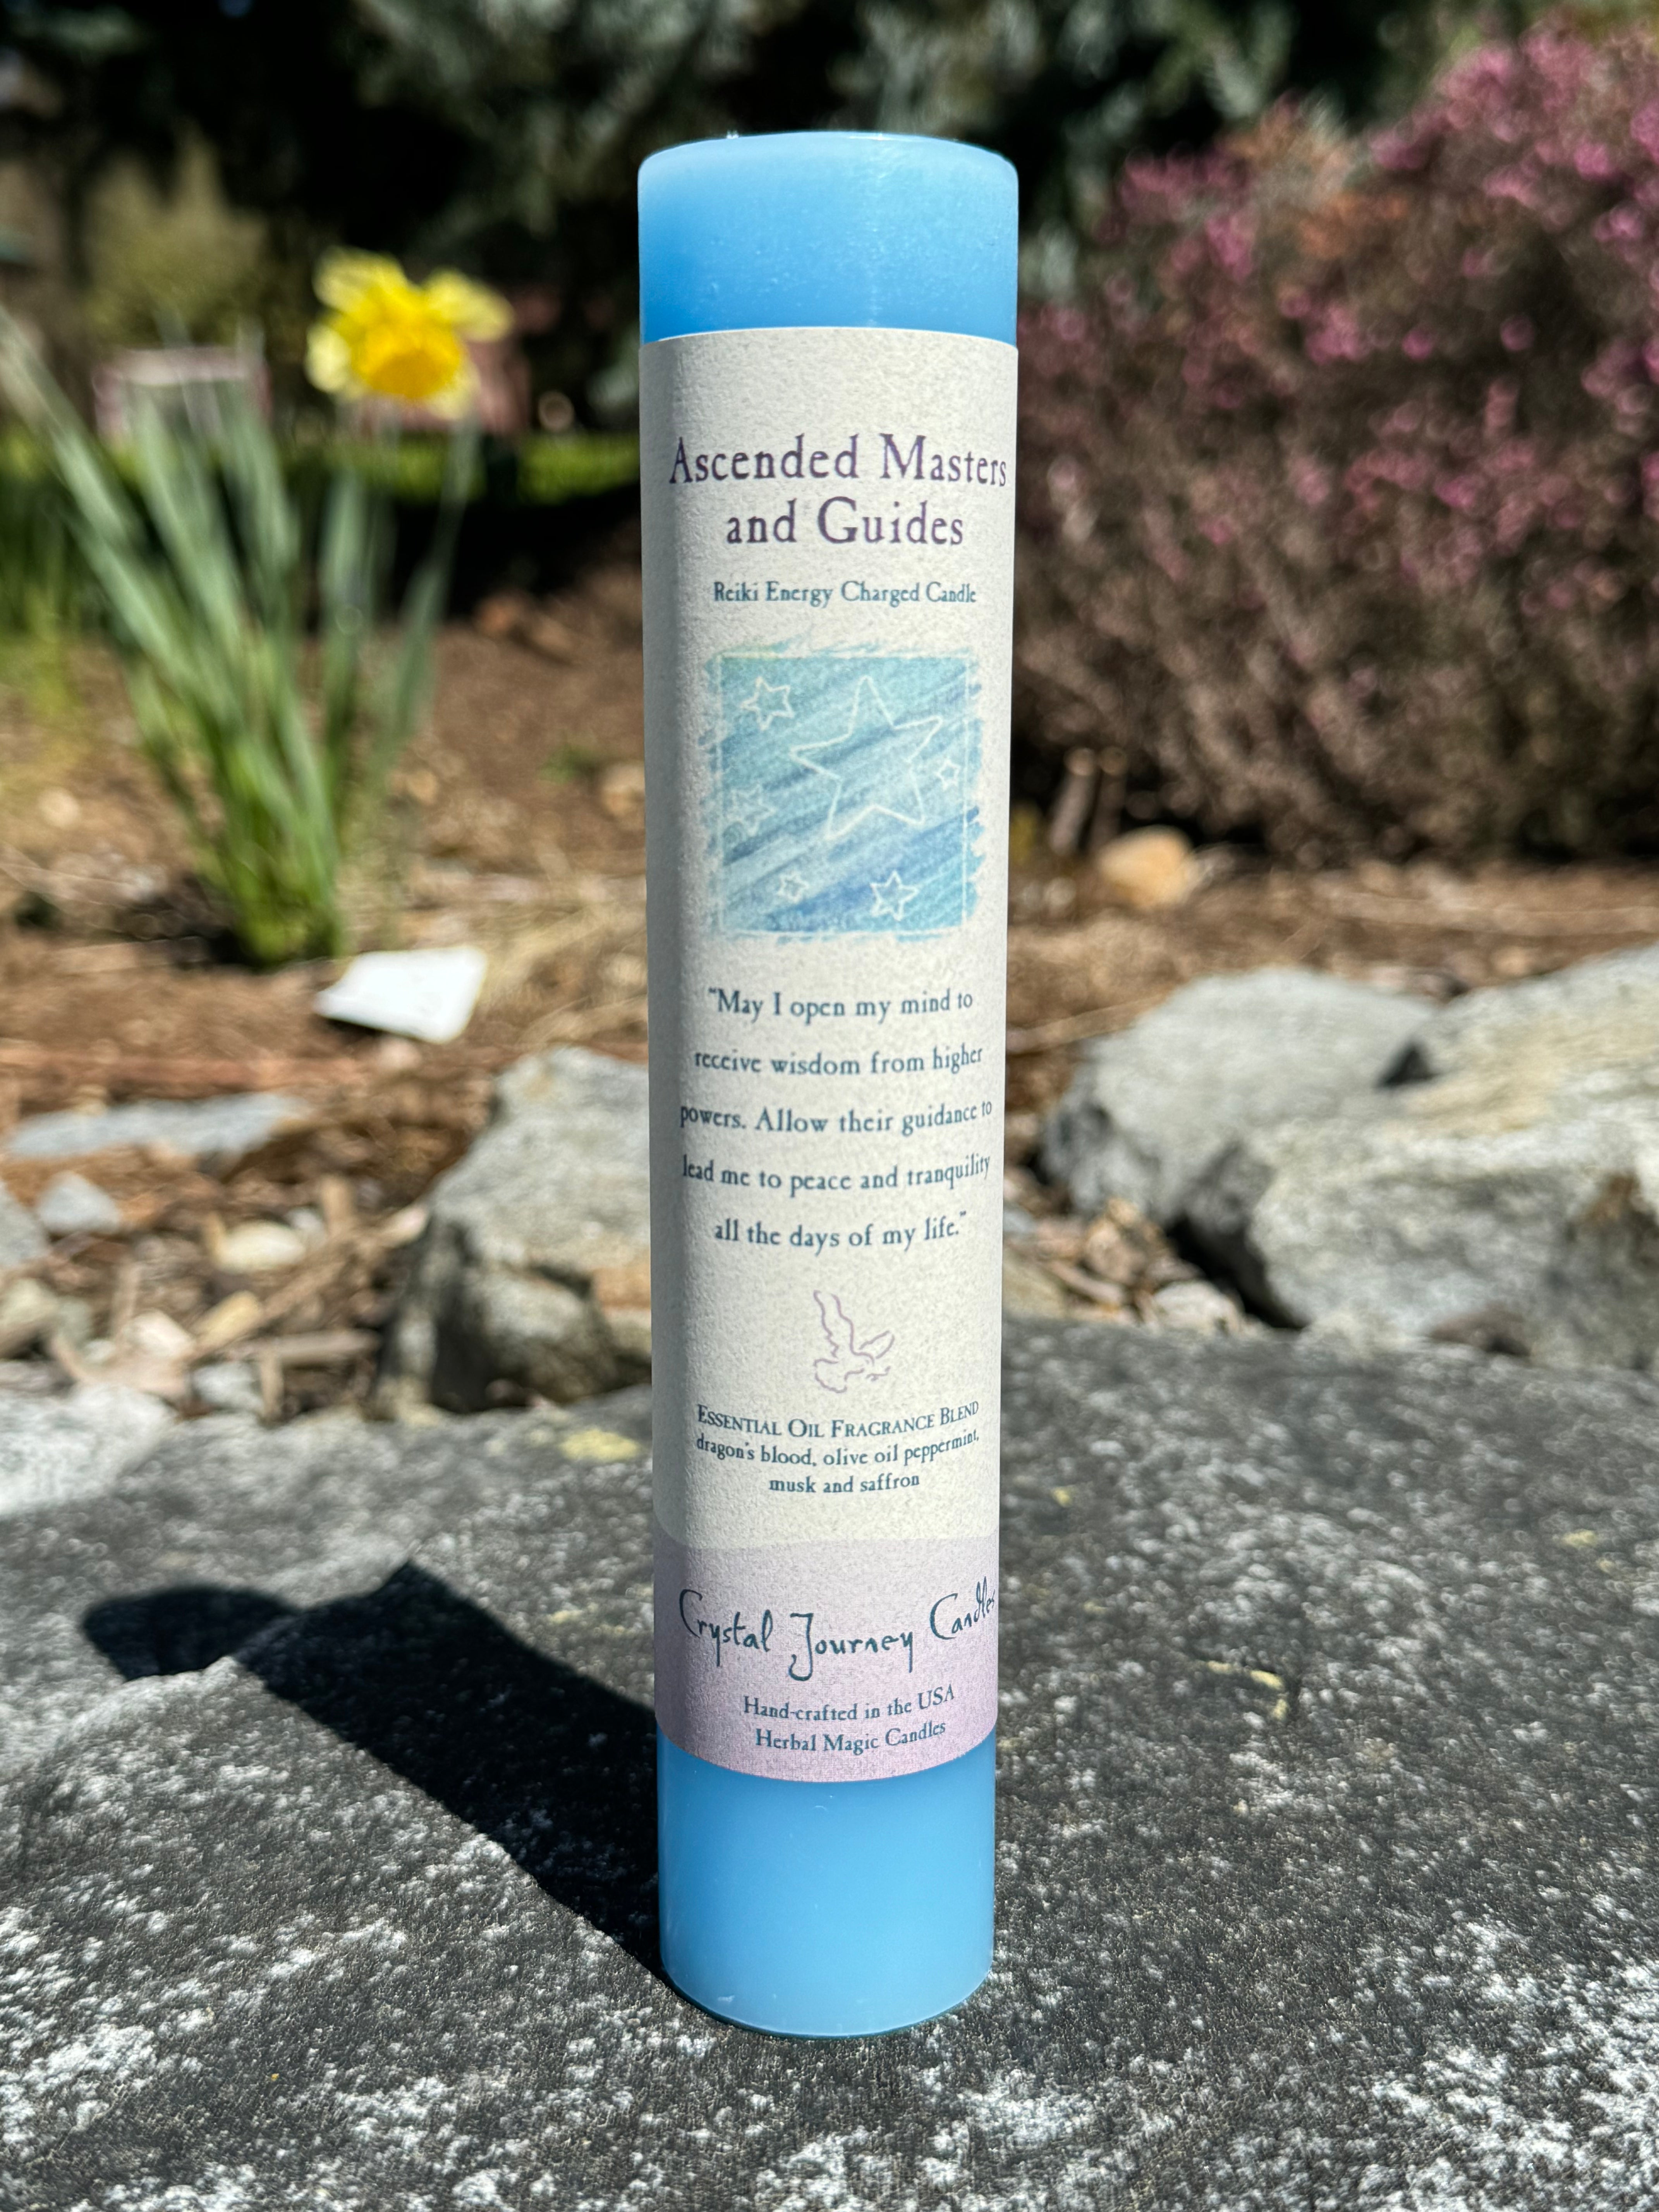 Ascended Masters
and Guides
Reiki Energy Charged Candle
"May I open my mind to
receive wisdom from higher
powers. Allow their guidance to
lead me to peace and tranquility
all the days of my life."
ESSENTIAL OIL FRAGRANCE BLEND
dragon's blood, olive oil peppermint,
musk and saffron
Crystal Journey Candles
Hand-crafted in the USA
Herbal Magic Candles